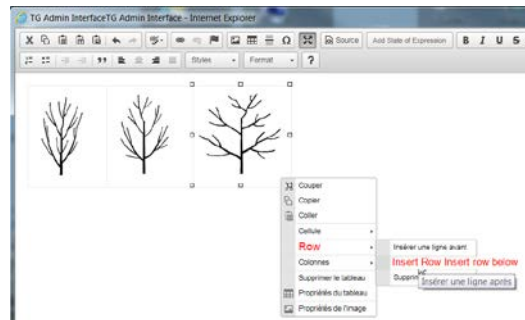 TG Admin InterfaceTG Admin Interface - Internet Explorer
Source
Add State of Expression
B I U S
Styles
Format
?
Couper
Copier
Coller
Cellule
Row
Insérer une ligne avant
Colonnes
Insert Row Insert row below
Supprimer le tableau
Insérer une ligne après
Propriétés du tableau
Propriétés de l'image